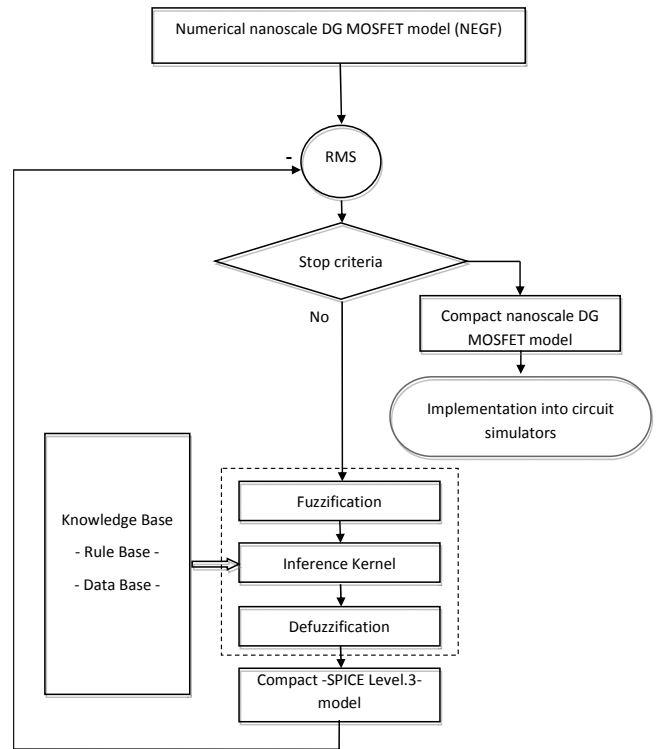 Numerical nanoscale DG MOSFET model (NEGF)
-
RMS
Stop criteria
No
Compact nanoscale DG
MOSFET model
Implementation into circuit
simulators
Knowledge Base
- Rule Base -
- Data Base -
Fuzzification
Inference Kernel
Defuzzification
Compact -SPICE Level.3-
model